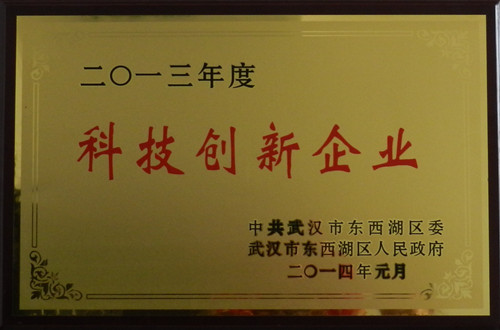 二〇一三年度
科技创新企业
中共武汉市东西湖区委
武汉市东西湖区人民政府
二〇一四年元月